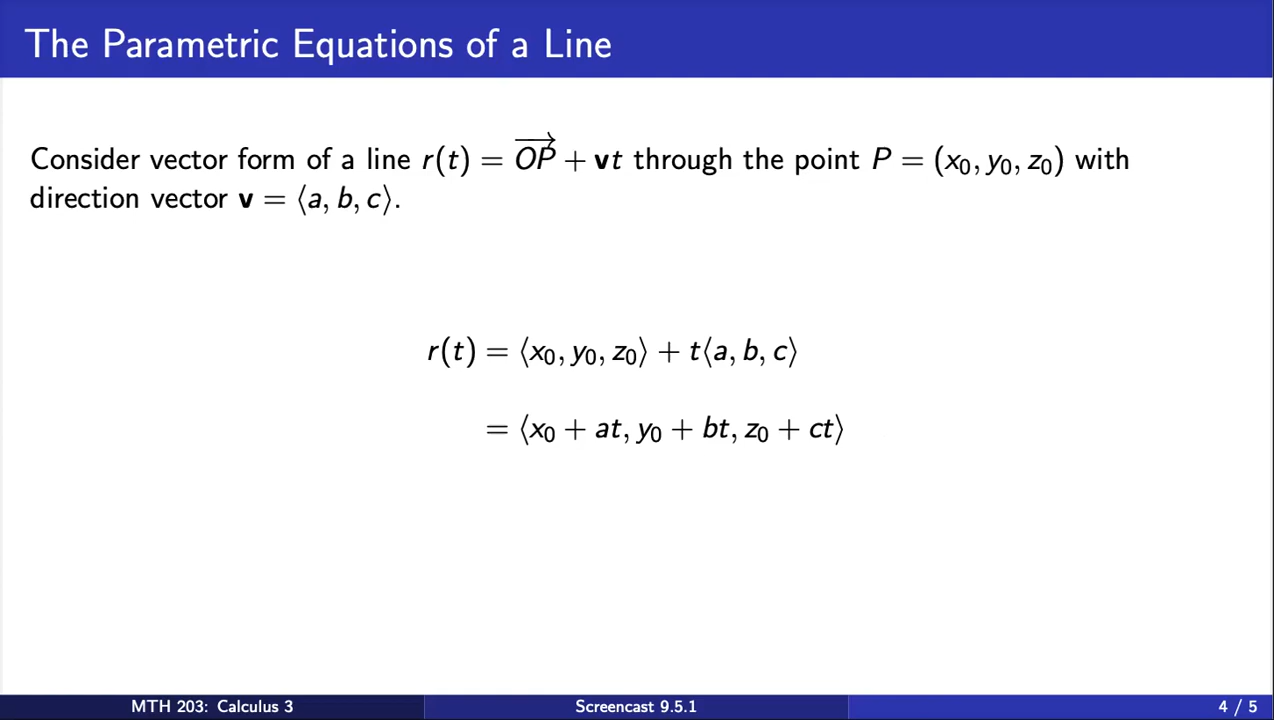 The Parametric Equations of a Line
Consider vector form of a line r(t) = \overrightarrow{OP} + vt through the point P = (x₀, y₀, z₀) with
direction vector v = ⟨a, b, c⟩.
r(t) = ⟨x₀, y₀, z₀⟩ + t⟨a, b, c⟩
= ⟨x₀ + at, y₀ + bt, z₀ + ct⟩
MTH 203: Calculus 3 Screencast 9.5.1 4 / 5